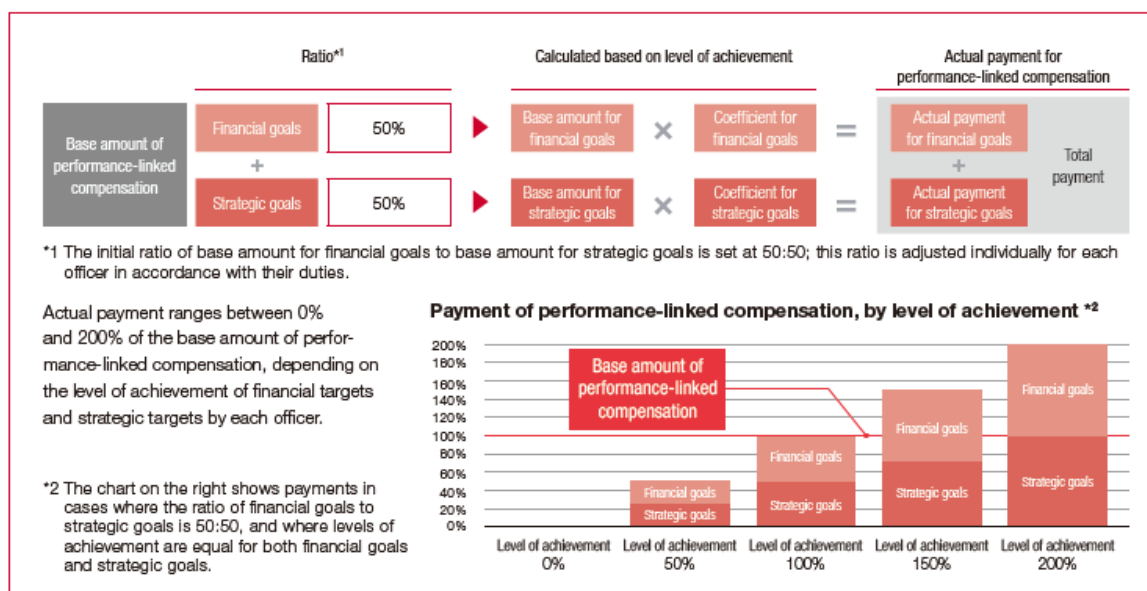 Ratio*1
Calculated based on level of achievement
Actual payment for
performance-linked compensation
Base amount of
performance-linked
compensation
Financial goals
50%
Base amount for
financial goals
×
Coefficient for
financial goals
=
Actual payment
for financial goals
+
+
Total
payment
Strategic goals
50%
Base amount for
strategic goals
×
Coefficient for
strategic goals
=
Actual payment
for strategic goals
*1 The initial ratio of base amount for financial goals to base amount for strategic goals is set at 50:50; this ratio is adjusted individually for each
officer in accordance with their duties.
Actual payment ranges between 0%
and 200% of the base amount of perfor-
mance-linked compensation, depending on
the level of achievement of financial targets
and strategic targets by each officer.
*2 The chart on the right shows payments in
cases where the ratio of financial goals to
strategic goals is 50:50, and where levels of
achievement are equal for both financial goals
and strategic goals.
Payment of performance-linked compensation, by level of achievement *2
200%
180%
160%
140%
120%
100%
80%
60%
40%
20%
0%
Base amount of
performance-linked
compensation
Financial goals
Strategic goals
Financial goals
Strategic goals
Financial goals
Strategic goals
Financial goals
Strategic goals
Level of achievement
0%
Level of achievement
50%
Level of achievement
100%
Level of achievement
150%
Level of achievement
200%